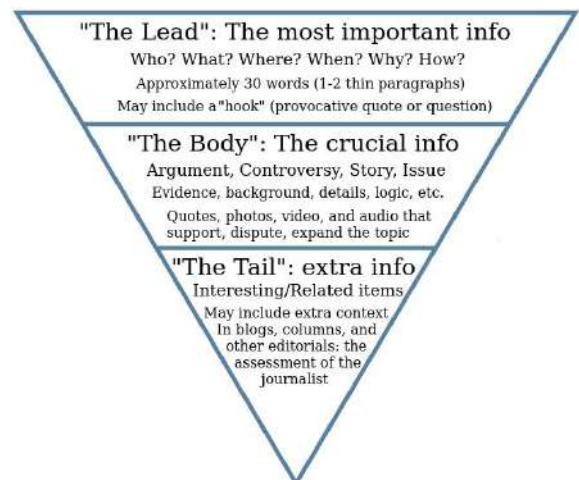 "The Lead": The most important info
Who? What? Where? When? Why? How?
Approximately 30 words (1-2 thin paragraphs)
May include a"hook" (provocative quote or question)
"The Body": The crucial info
Argument, Controversy, Story, Issue
Evidence, background, details, logic, etc.
Quotes, photos, video, and audio that
support, dispute, expand the topic
"The Tail": extra info
Interesting/Related items
May include extra context
In blogs, columns, and
other editorials: the
assessment of the
journalist